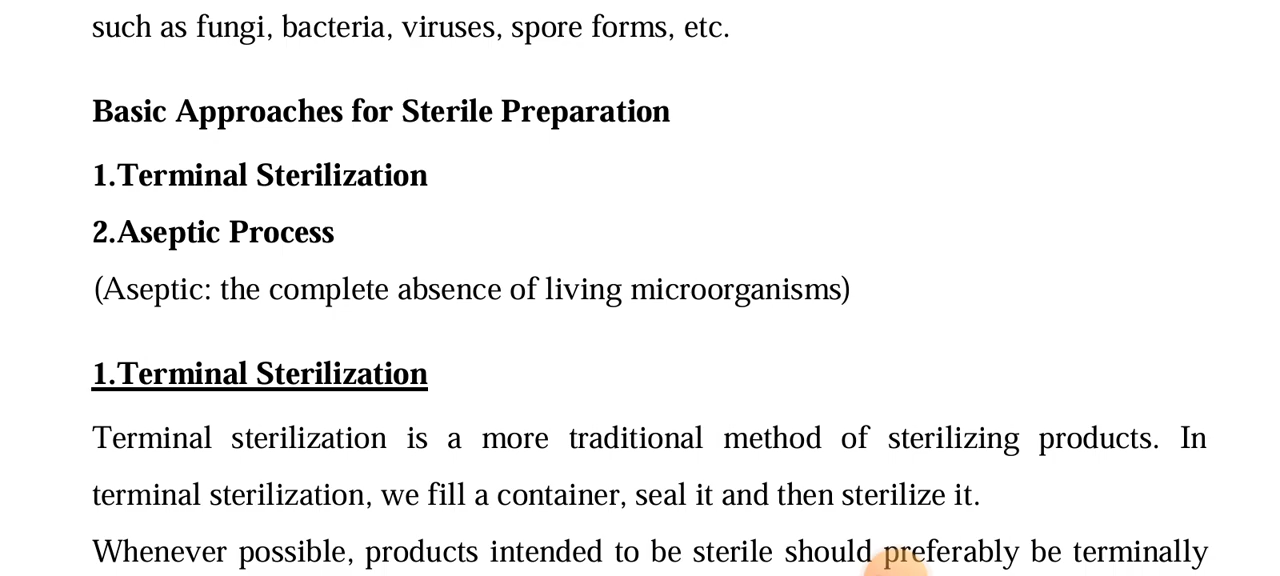 such as fungi, bacteria, viruses, spore forms, etc.
Basic Approaches for Sterile Preparation
1.Terminal Sterilization
2.Aseptic Process
(Aseptic: the complete absence of living microorganisms)
1.Terminal Sterilization
Terminal sterilization is a more traditional method of sterilizing products. In
terminal sterilization, we fill a container, seal it and then sterilize it.
Whenever possible, products intended to be sterile should preferably be terminally